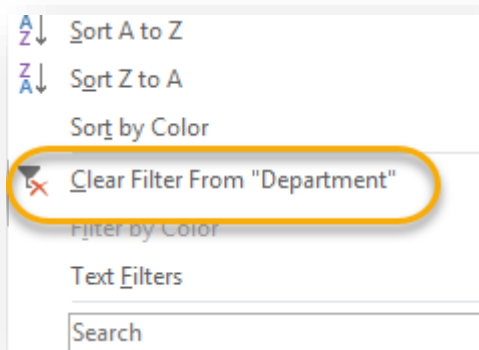 Sort A to Z
Sort Z to A
Sort by Color
Clear Filter From "Department"
Filter by Color
Text Filters
Search